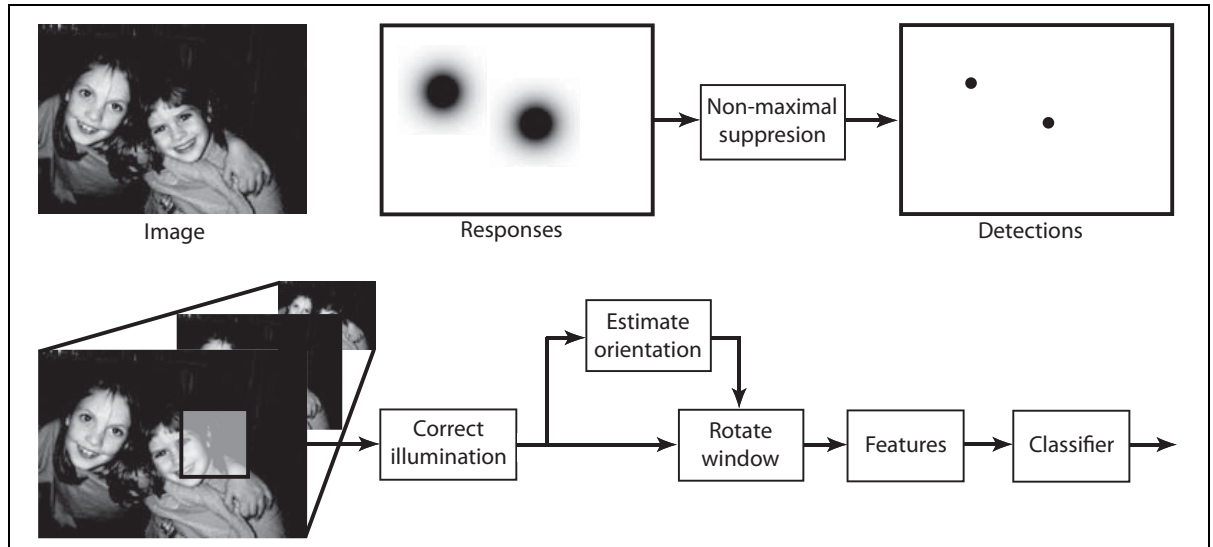 Image
Responses
Non-maximal
suppresion
Detections
Correct
illumination
Estimate
orientation
Rotate
window
Features
Classifier